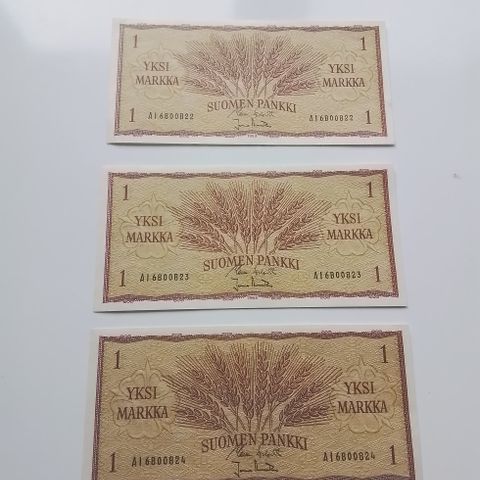 1 1
YKSI MARKKA YKSI MARKKA
SUOMEN PANKKI
1 A16800822 A16800822 1
1 1
YKSI MARKKA YKSI MARKKA
SUOMEN PANKKI
1 A16800823 A16800823 1
1 1
YKSI MARKKA YKSI MARKKA
SUOMEN PANKKI
1 A16800824 A16800824 1